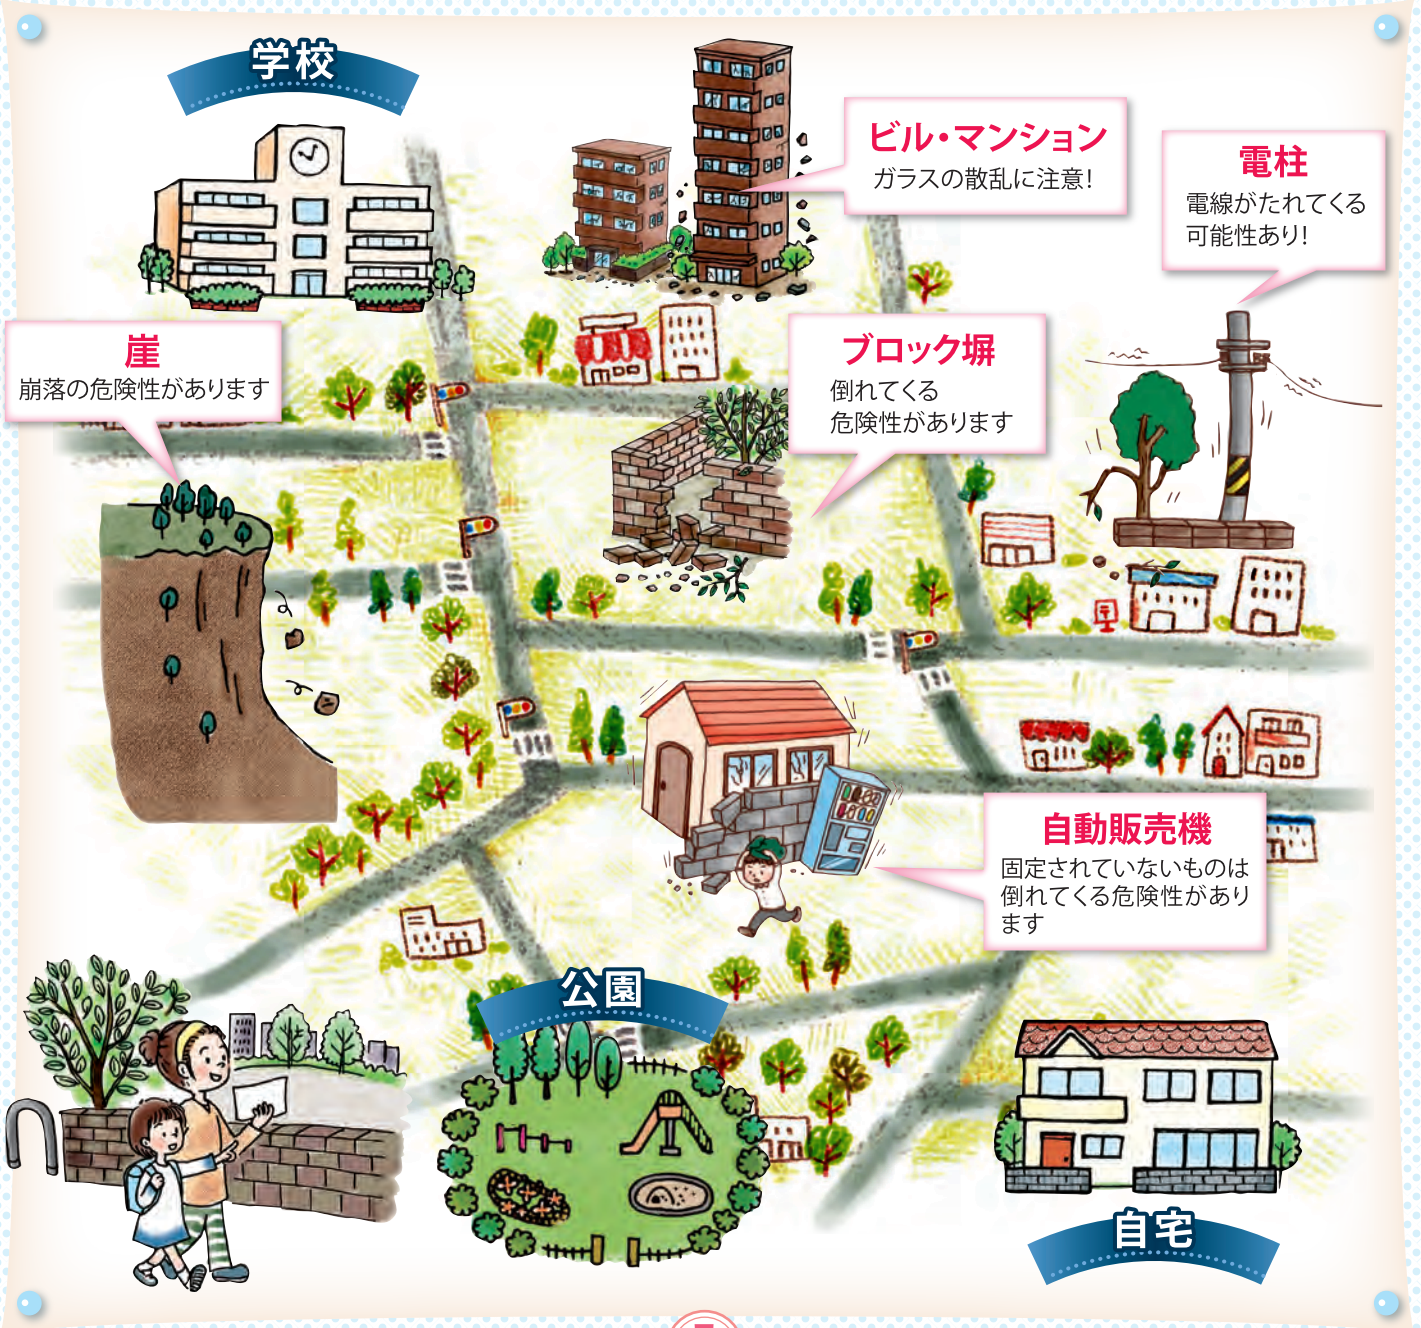 学校
ビル・マンション
ガラスの散乱に注意!
電柱
電線がたれてくる
可能性あり!
崖
崩落の危険性があります
ブロック塀
倒れてくる
危険性があります
自動販売機
固定されていないものは
倒れてくる危険性があり
ます
公園
自宅